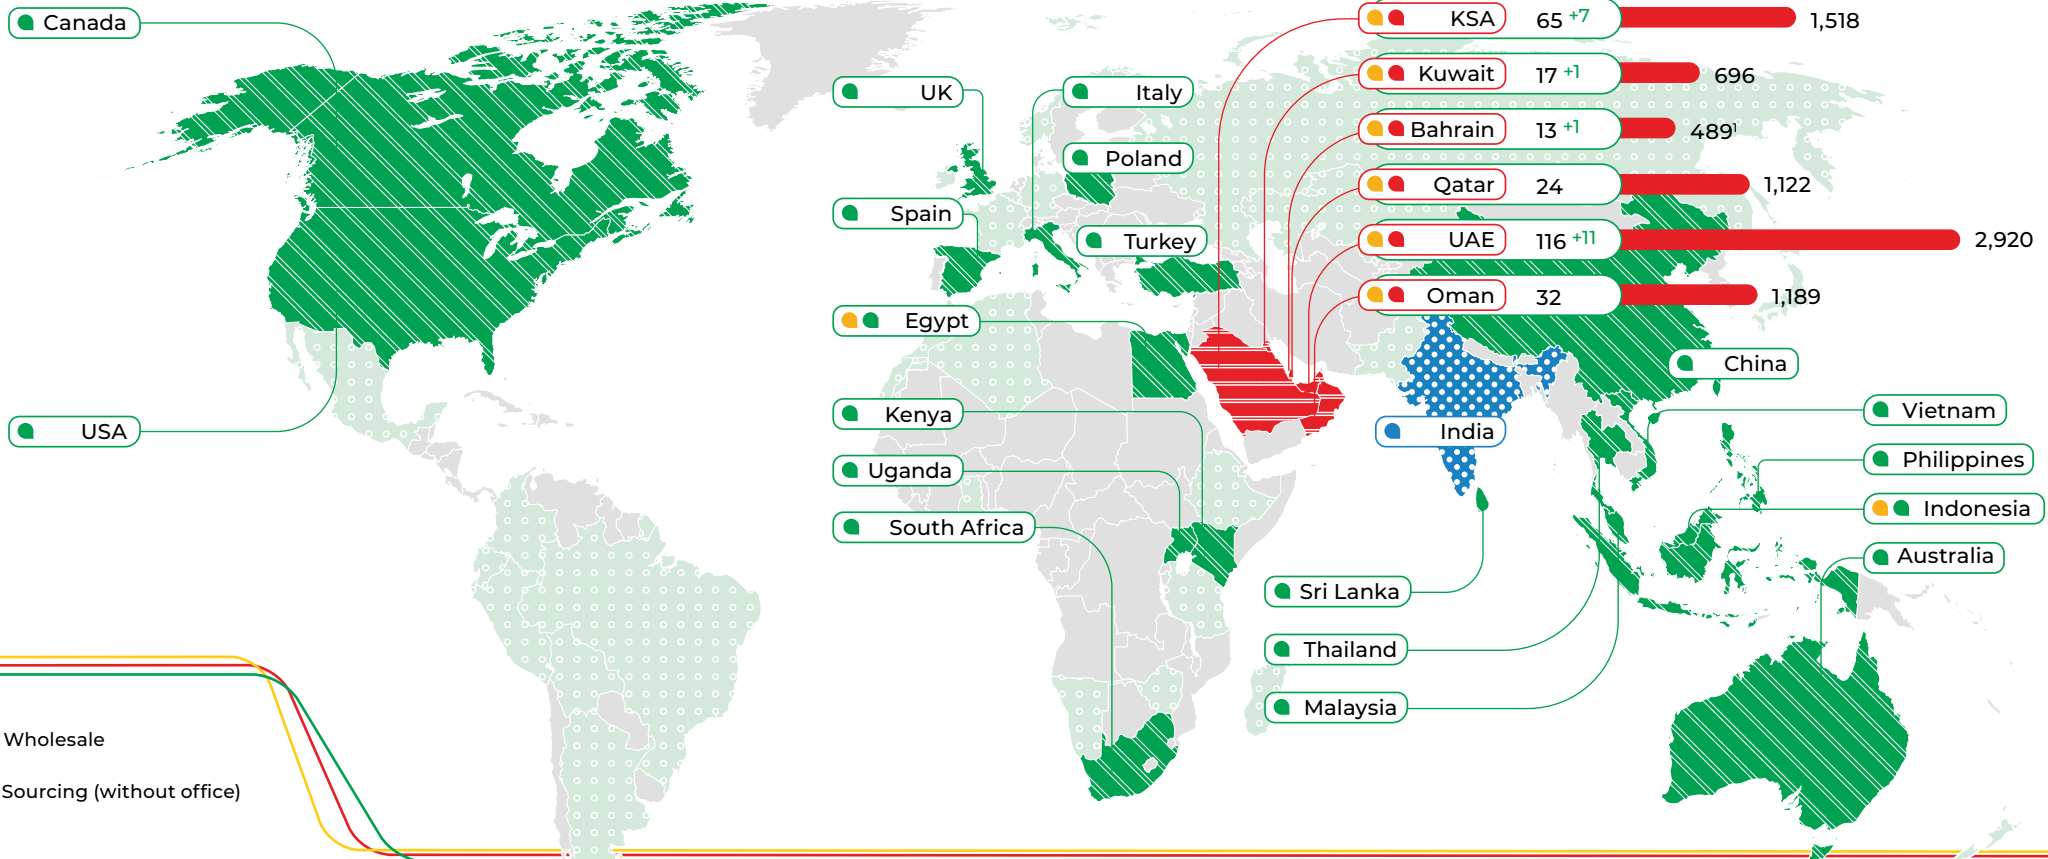 Canada
USA
UK
Spain
Italy
Poland
Turkey
Egypt
Kenya
Uganda
South Africa
KSA 65 +7 1,518
Kuwait 17 +1 696
Bahrain 13 +1 489¹
Qatar 24 1,122
UAE 116 +11 2,920
Oman 32 1,189
China
India
Vietnam
Philippines
Indonesia
Australia
Sri Lanka
Thailand
Malaysia
Wholesale
Sourcing (without office)